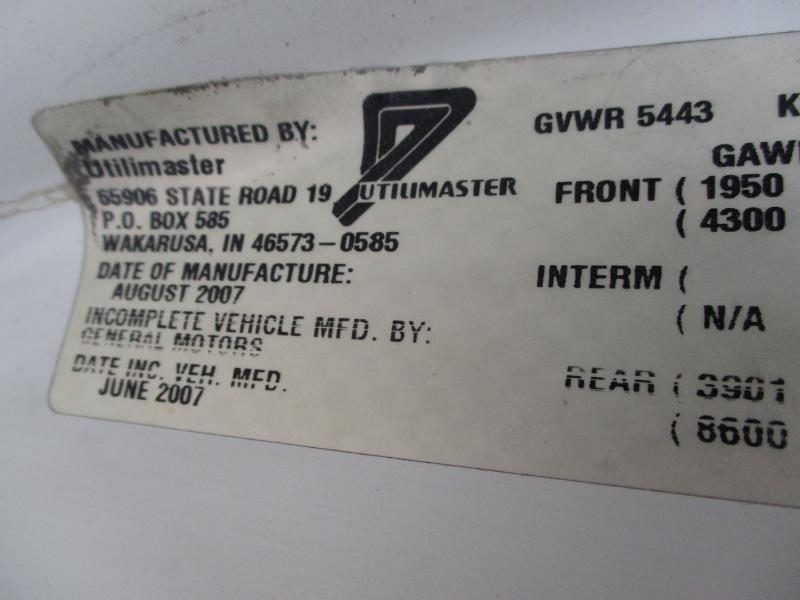 MANUFACTURED BY:
Utilimaster
65906 STATE ROAD 19
P.O. BOX 585
WAKARUSA, IN 46573-0585
DATE OF MANUFACTURE:
AUGUST 2007
INCOMPLETE VEHICLE MFD. BY:
GENERAL MOTORS
DATE INC. VEH. MFD.
JUNE 2007
UTILIMASTER
GVWR 5443 K
GAW
FRONT ( 1950
( 4300
INTERM (
( N/A
REAR ( 3901
( 8600